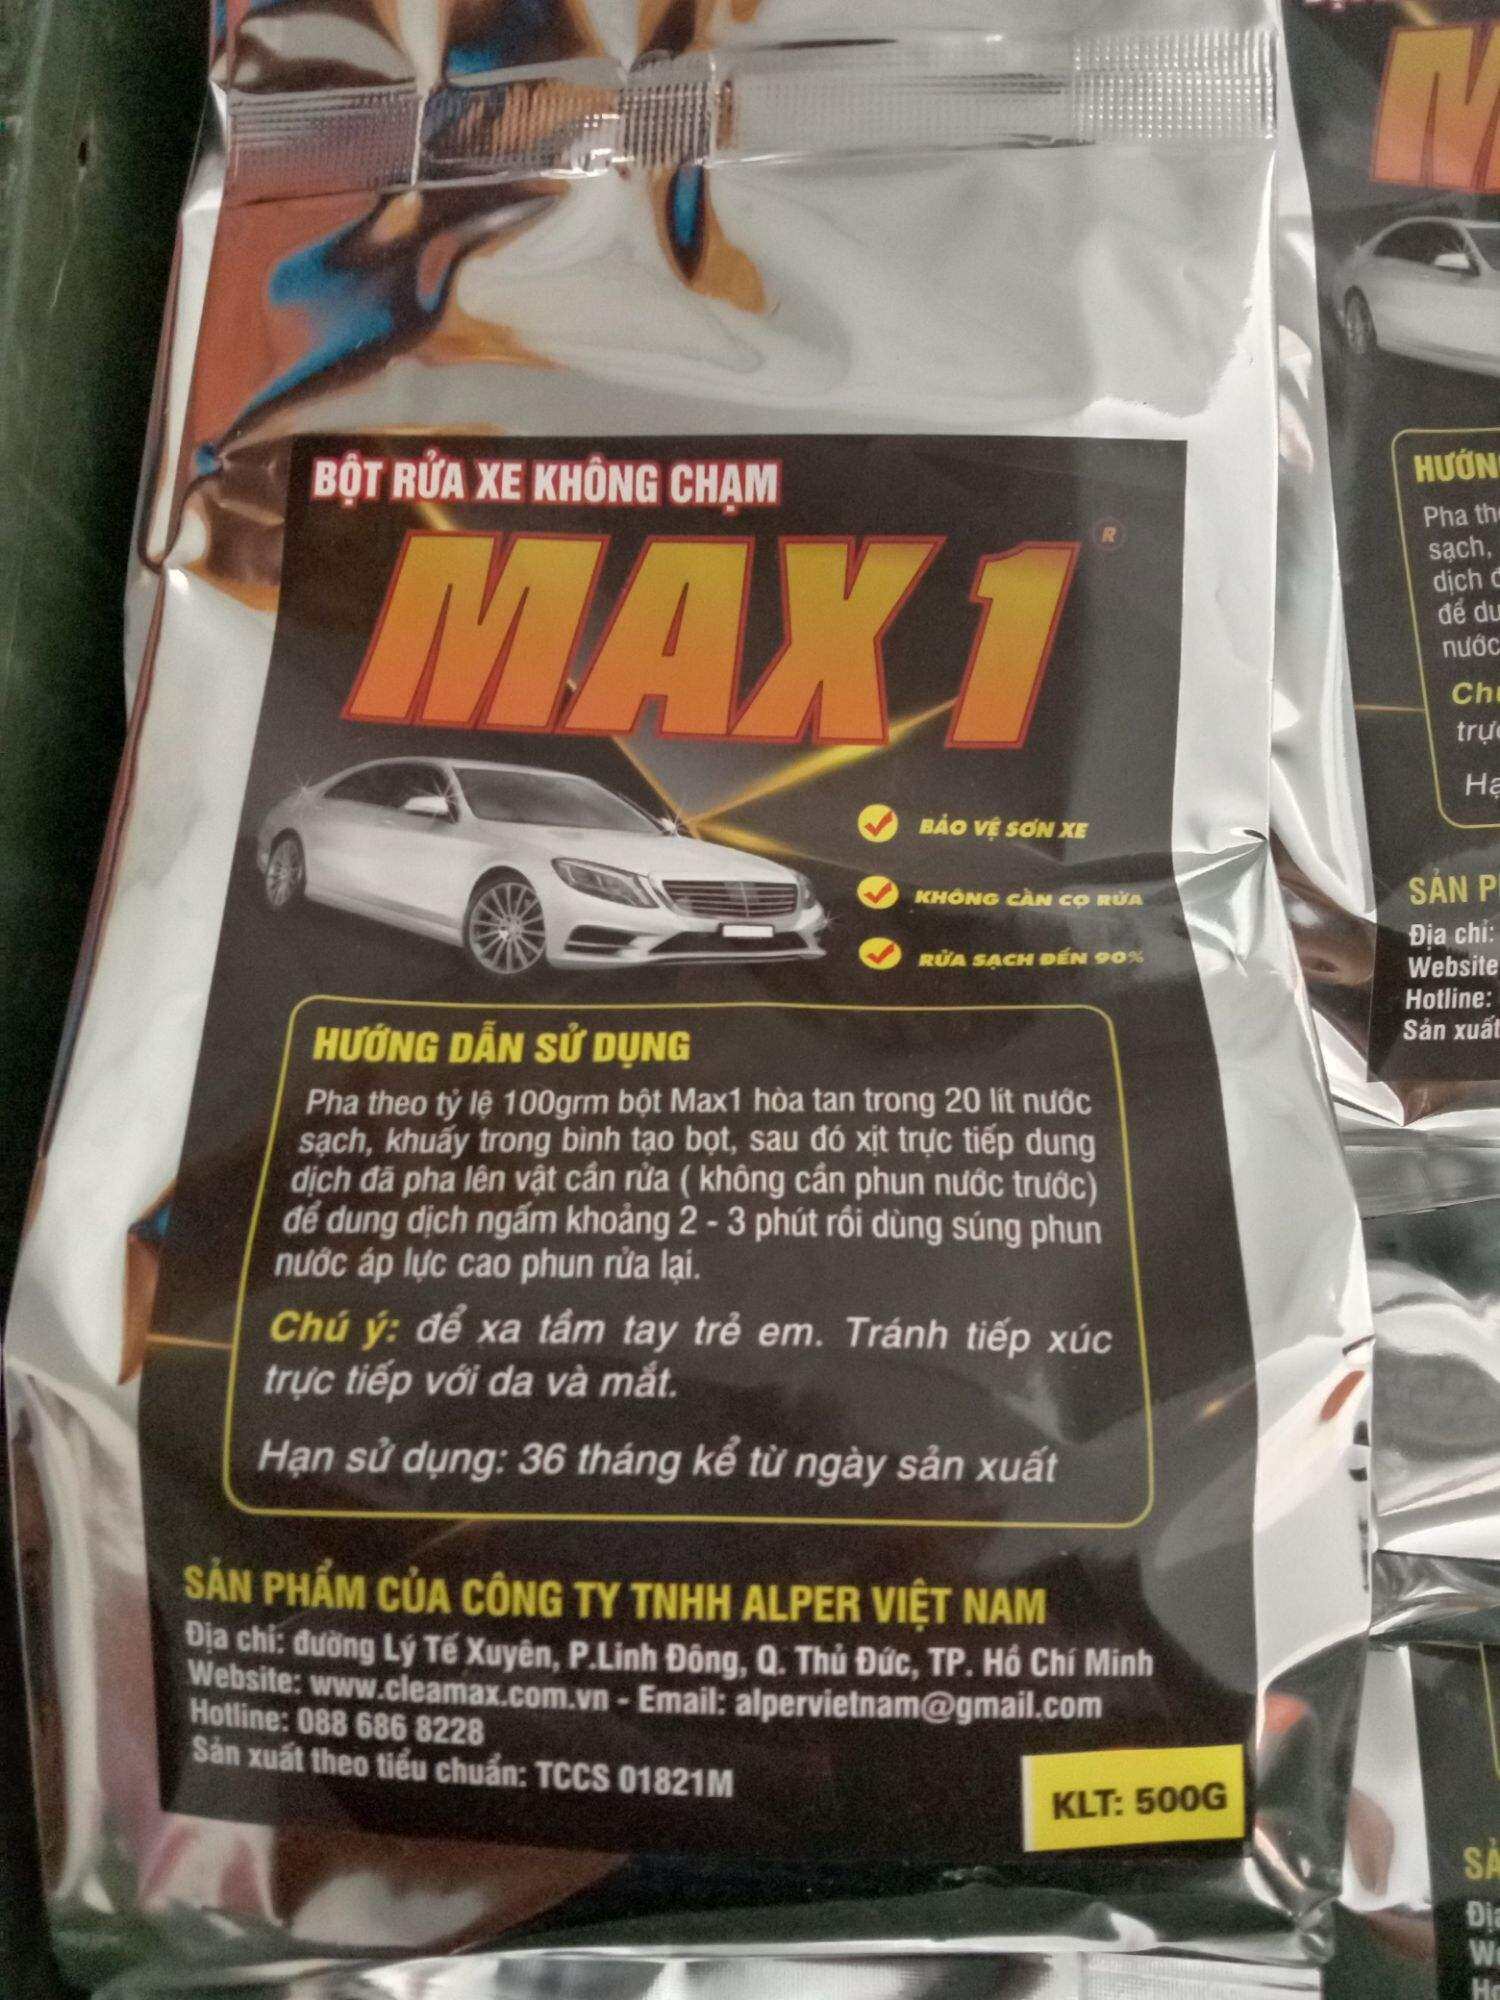 BỘT RỬA XE KHÔNG CHẠM
MAX 1 ®
BẢO VỆ SƠN XE
KHÔNG CẦN CỌ RỬA
RỬA SẠCH ĐẾN 90%
HƯỚNG DẪN SỬ DỤNG
Pha theo tỷ lệ 100grm bột Max1 hòa tan trong 20 lít nước
sạch, khuấy trong bình tạo bọt, sau đó xịt trực tiếp dung
dịch đã pha lên vật cần rửa ( không cần phun nước trước)
để dung dịch ngấm khoảng 2 - 3 phút rồi dùng súng phun
nước áp lực cao phun rửa lại.
Chú ý: để xa tầm tay trẻ em. Tránh tiếp xúc
trực tiếp với da và mắt.
Hạn sử dụng: 36 tháng kể từ ngày sản xuất
SẢN PHẨM CỦA CÔNG TY TNHH ALPER VIỆT NAM
Địa chỉ: đường Lý Tế Xuyên, P.Linh Đông, Q. Thủ Đức, TP. Hồ Chí Minh
Website: www.cleamax.com.vn - Email: alpervietnam@gmail.com
Hotline: 088 686 8228
Sản xuất theo tiểu chuẩn: TCCS 01821M
KLT: 500G
Pha
sạch,
dịch
để
nước
Địa chỉ:
Website
Hotline:
Sản xuất